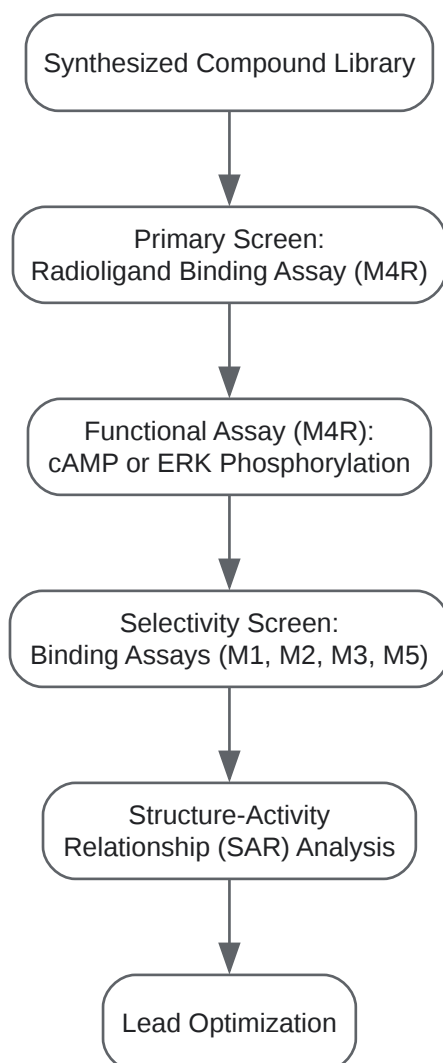 Synthesized Compound Library
Primary Screen:
Radioligand Binding Assay (M4R)
Functional Assay (M4R):
cAMP or ERK Phosphorylation
Selectivity Screen:
Binding Assays (M1, M2, M3, M5)
Structure-Activity
Relationship (SAR) Analysis
Lead Optimization